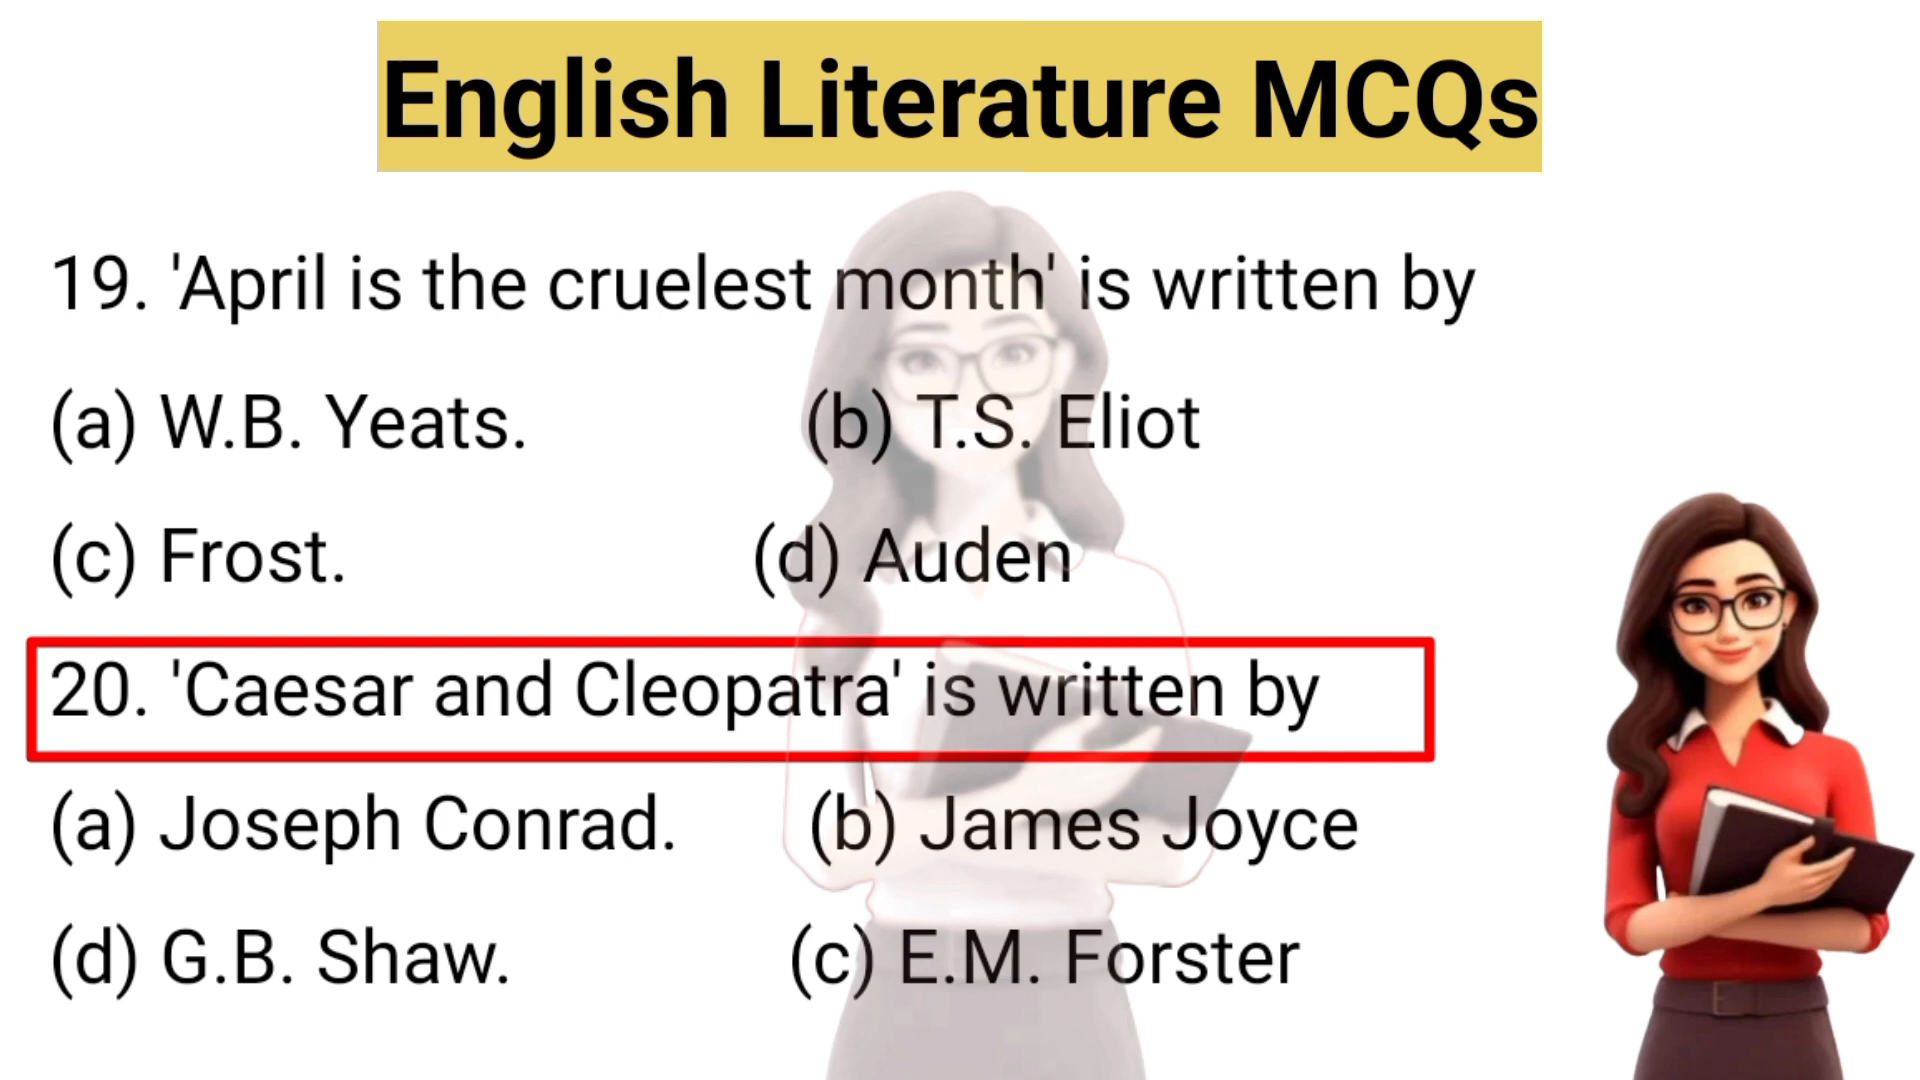 English Literature MCQs
19. 'April is the cruelest month' is written by
(a) W.B. Yeats. (b) T.S. Eliot
(c) Frost. (d) Auden
20. 'Caesar and Cleopatra' is written by
(a) Joseph Conrad. (b) James Joyce
(d) G.B. Shaw. (c) E.M. Forster